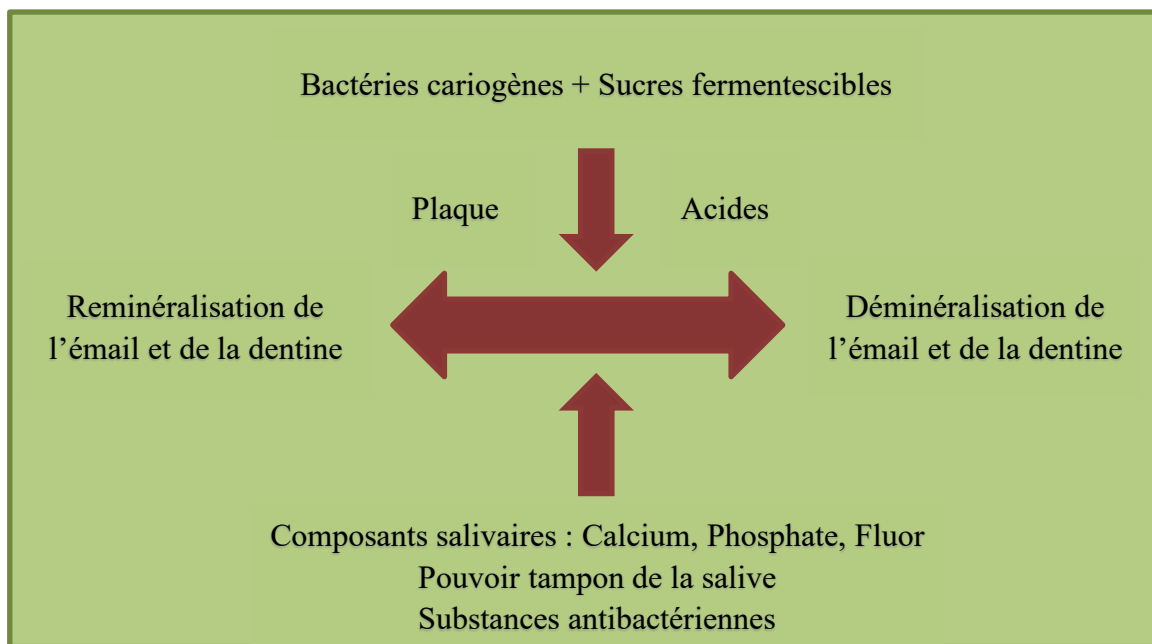 Bactéries cariogènes + Sucres fermentescibles
Plaque
Acides
Reminéralisation de
l’émail et de la dentine
Déminéralisation de
l’émail et de la dentine
Composants salivaires : Calcium, Phosphate, Fluor
Pouvoir tampon de la salive
Substances antibactériennes